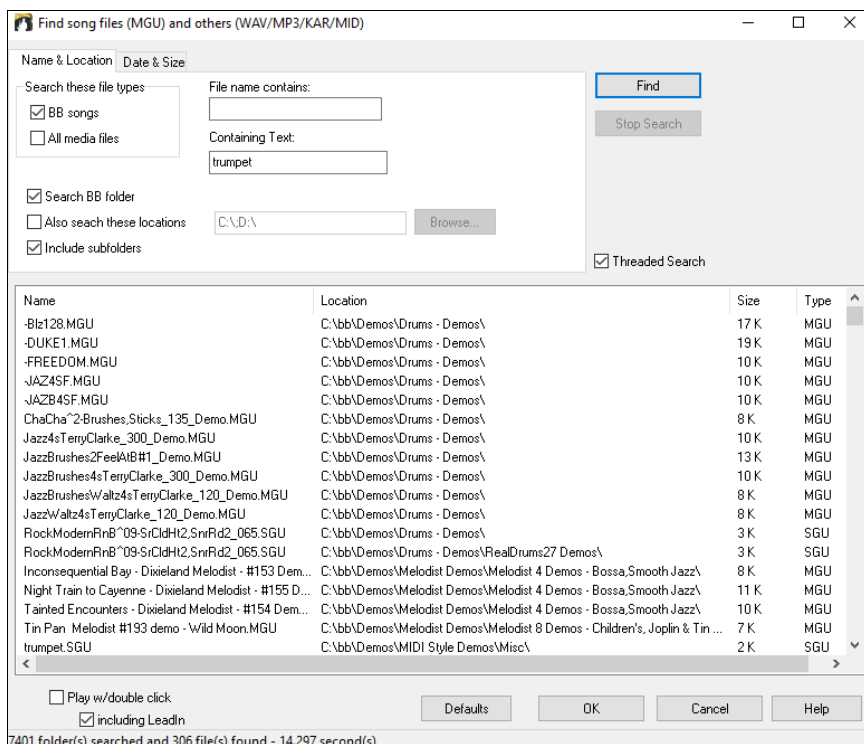 Find song files (MGU) and others (WAV/MP3/KAR/MID)
Name & Location Date & Size
Search these file types
BB songs
All media files
File name contains:
Containing Text:
trumpet
Find
Stop Search
Search BB folder
Also seach these locations C:\;D:\ Browse...
Include subfolders
Threaded Search
Name Location Size Type
-Blz128.MGU C:\bb\Demos\Drums - Demos\ 17 K MGU
-DUKE1.MGU C:\bb\Demos\Drums - Demos\ 19 K MGU
-FREEDOM.MGU C:\bb\Demos\Drums - Demos\ 10 K MGU
-JAZ4SF.MGU C:\bb\Demos\Drums - Demos\ 10 K MGU
-JAZB4SF.MGU C:\bb\Demos\Drums - Demos\ 10 K MGU
ChaCha^2-Brushes,Sticks_135_Demo.MGU C:\bb\Demos\Drums - Demos\ 8 K MGU
Jazz4sTerryClarke_300_Demo.MGU C:\bb\Demos\Drums - Demos\ 10 K MGU
JazzBrushes2FeelAtB#1_Demo.MGU C:\bb\Demos\Drums - Demos\ 13 K MGU
JazzBrushes4sTerryClarke_300_Demo.MGU C:\bb\Demos\Drums - Demos\ 10 K MGU
JazzBrushesWaltz4sTerryClarke_120_Demo.MGU C:\bb\Demos\Drums - Demos\ 8 K MGU
JazzWaltz4sTerryClarke_120_Demo.MGU C:\bb\Demos\Drums - Demos\ 8 K MGU
RockModernRnB^09-SrCldHt2,SnrRd2_065.SGU C:\bb\Demos\Drums - Demos\ 3 K SGU
RockModernRnB^09-SrCldHt2,SnrRd2_065.SGU C:\bb\Demos\Drums - Demos\RealDrums27 Demos\ 3 K SGU
Inconsequential Bay - Dixieland Melodist - #153 Dem... C:\bb\Demos\Melodist Demos\Melodist 4 Demos - Bossa,Smooth Jazz\ 8 K MGU
Night Train to Cayenne - Dixieland Melodist - #155 D... C:\bb\Demos\Melodist Demos\Melodist 4 Demos - Bossa,Smooth Jazz\ 11 K MGU
Tainted Encounters - Dixieland Melodist - #154 Dem... C:\bb\Demos\Melodist Demos\Melodist 4 Demos - Bossa,Smooth Jazz\ 10 K MGU
Tin Pan Melodist #193 demo - Wild Moon.MGU C:\bb\Demos\Melodist Demos\Melodist 8 Demos - Children's, Joplin & Tin ... 7 K MGU
trumpet.SGU C:\bb\Demos\MIDI Style Demos\Misc\ 2 K SGU
Play w/double click
including LeadIn
Defaults OK Cancel Help
7401 folder(s) searched and 306 file(s) found - 14.297 second(s)